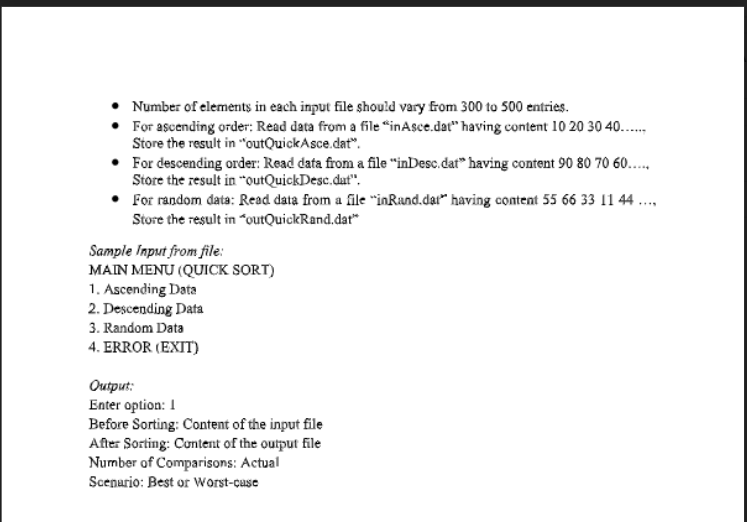 • Number of elements in each input file should vary from 300 to 500 entries.
• For ascending order: Read data from a file "inAsce.dat" having content 10 20 30 40......
Store the result in "outQuickAsce.dat".
• For descending order: Read data from a file "inDesc.dat" having content 90 80 70 60....,
Store the result in "outQuickDesc.dat".
• For random data: Read data from a file "inRand.dat" having content 55 66 33 11 44 ...,
Store the result in "outQuickRand.dat"
Sample Input from file:
MAIN MENU (QUICK SORT)
1. Ascending Data
2. Descending Data
3. Random Data
4. ERROR (EXIT)
Output:
Enter option: 1
Before Sorting: Content of the input file
After Sorting: Content of the output file
Number of Comparisons: Actual
Scenario: Best or Worst-case